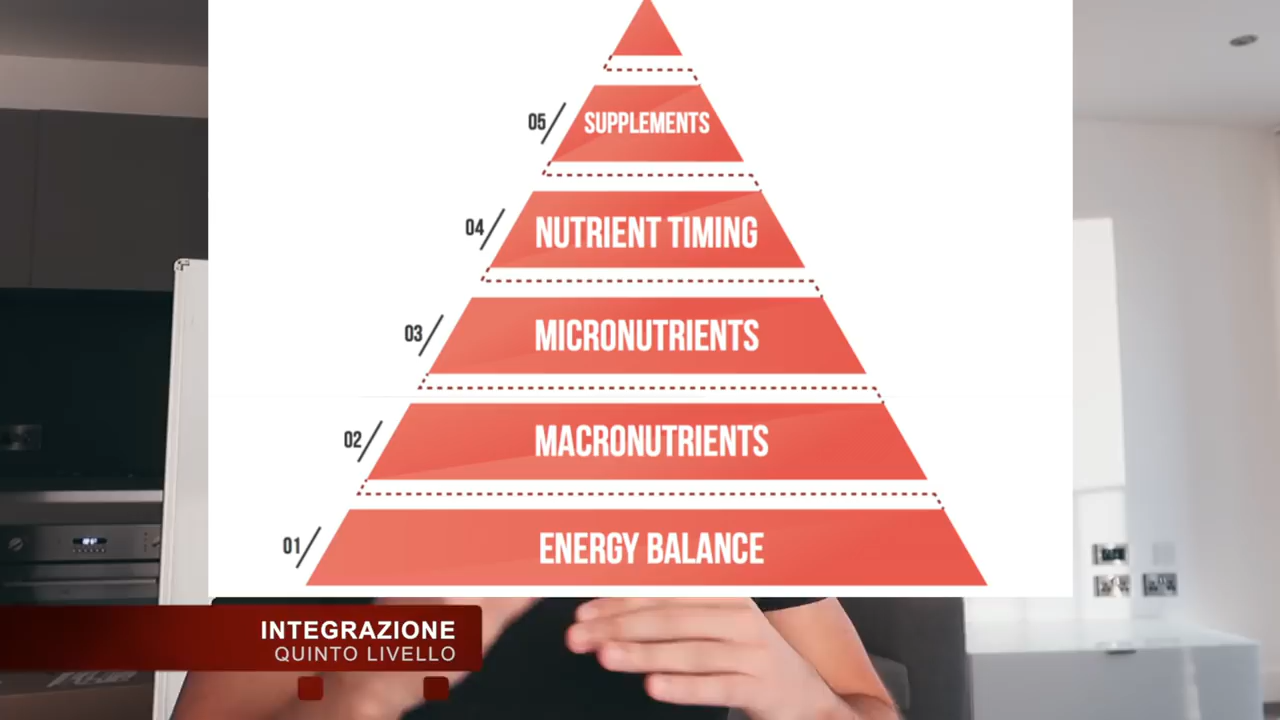 05 SUPPLEMENTS
04 NUTRIENT TIMING
03 MICRONUTRIENTS
02 MACRONUTRIENTS
01 ENERGY BALANCE
INTEGRAZIONE
QUINTO LIVELLO